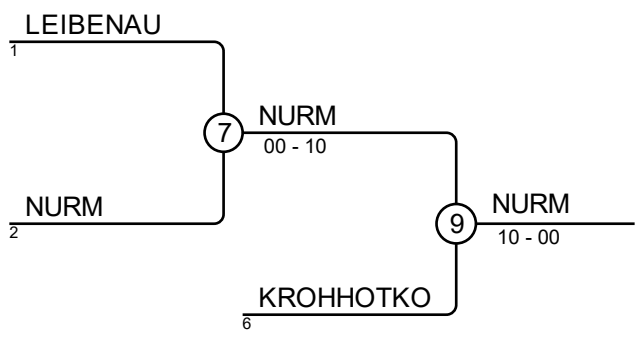 LEIBENAU
1
7
NURM
00 - 10
NURM
2
9
NURM
10 - 00
KROHHOTKO
6